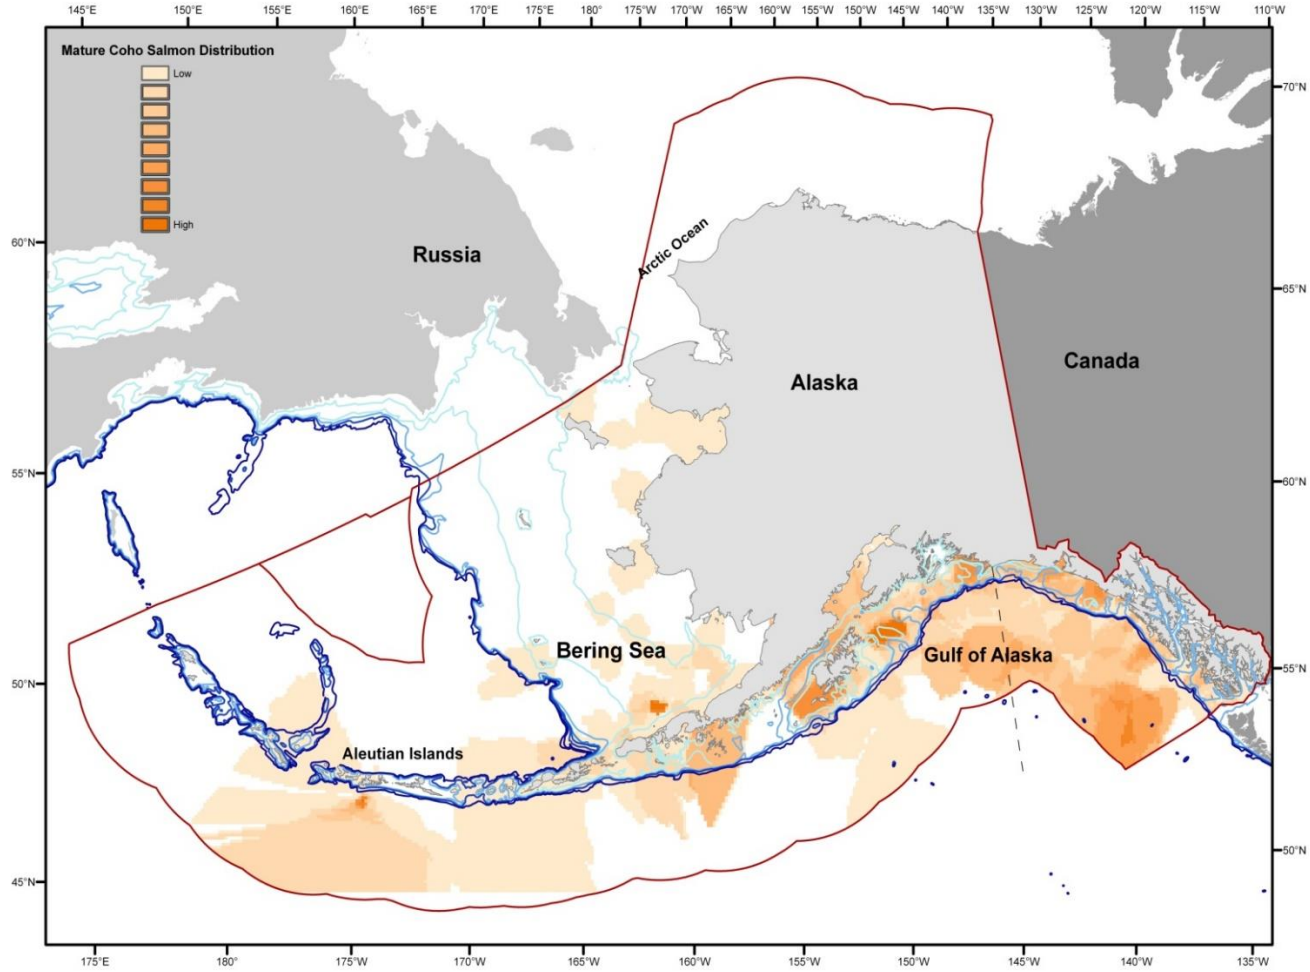 145°E 150°E 155°E 160°E 165°E 170°E 175°E 180° 175°W 170°W 165°W 160°W 155°W 150°W 145°W 140°W 135°W 130°W 125°W 120°W 115°W 110°W
Mature Coho Salmon Distribution
Low
High
70°N
60°N
65°N
55°N
60°N
50°N
55°N
45°N
50°N
Russia
Arctic Ocean
Alaska
Canada
Bering Sea
Gulf of Alaska
Aleutian Islands
175°E 180° 175°W 170°W 165°W 160°W 155°W 150°W 145°W 140°W 135°W